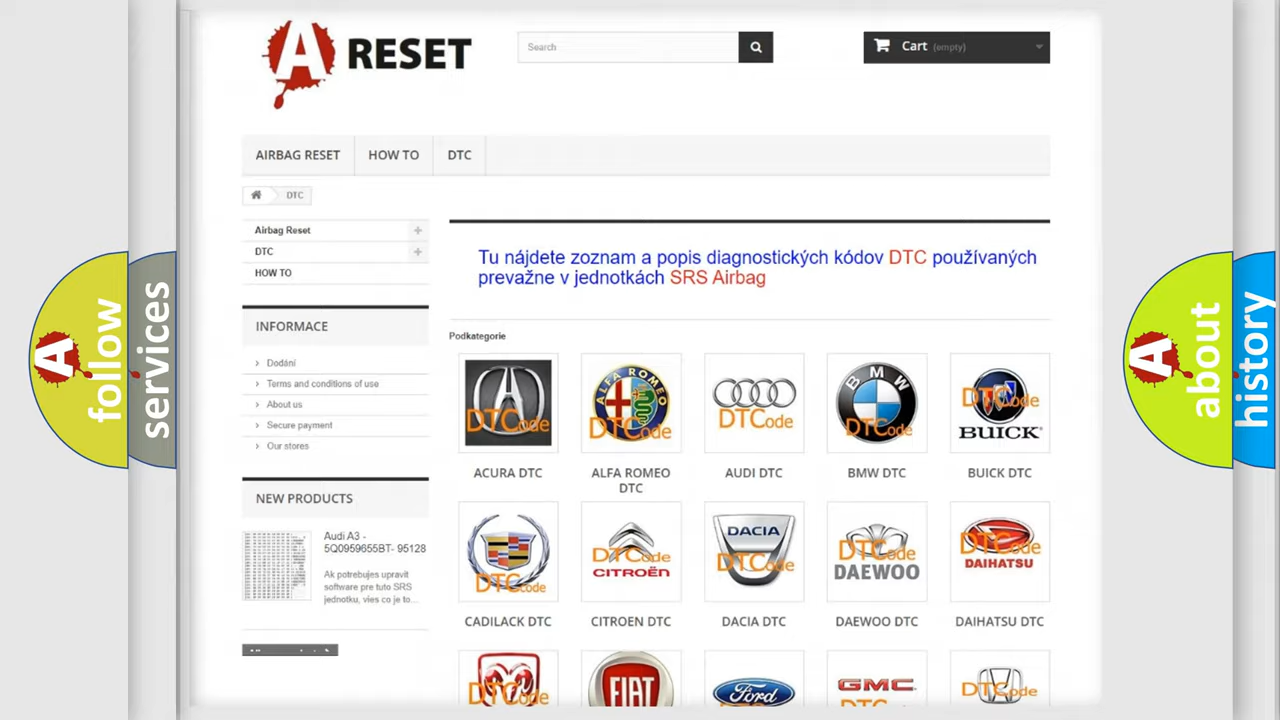 A RESET
Search
Cart (empty)
AIRBAG RESET
HOW TO
DTC
DTC
Airbag Reset
DTC
HOW TO
INFORMACE
Dodání
Terms and conditions of use
About us
Secure payment
Our stores
NEW PRODUCTS
Audi A3 -
5Q0959655BT- 95128
Ak potrebujes upravit
software pre tuto SRS
jednotku, vies co je to...
Tu nájdete zoznam a popis diagnostických kódov DTC používaných
prevažne v jednotkách SRS Airbag
Podkategorie
DTCode
ALFA ROMEO
DTCode
DTCode
BMW
DTCode
DTCode
BUICK
ACURA DTC
ALFA ROMEO
DTC
AUDI DTC
BMW DTC
BUICK DTC
DTCode
DTCode
CITROËN
DACIA
DTCode
DTCode
DAEWOO
DTCode
DAIHATSU
CADILACK DTC
CITROEN DTC
DACIA DTC
DAEWOO DTC
DAIHATSU DTC
DTCode
FIAT
Ford
GMC
DTCode
A
follow
services
A
about
history